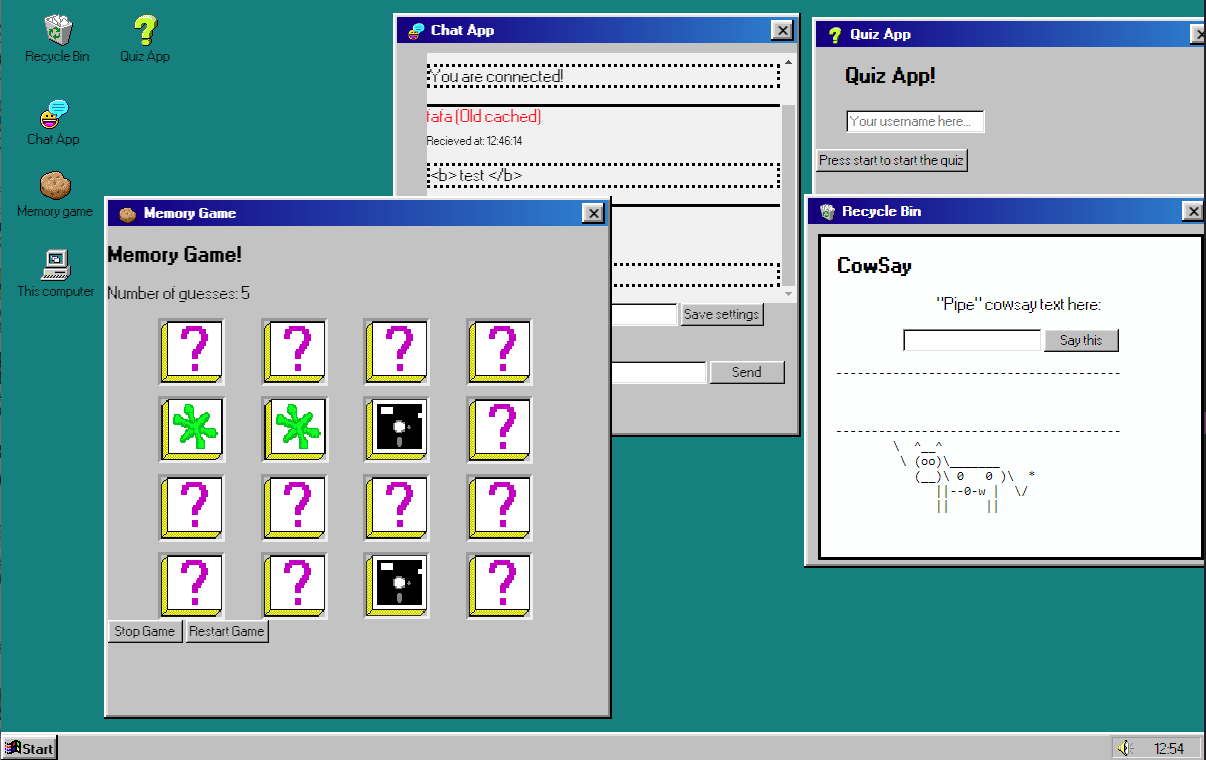 Recycle Bin
Quiz App
Chat App
Memory game
This computer
Chat App
You are connected!
fafa (Old cached)
Recieved at: 12:46:14
<b> test </b>
Save settings
Send
Quiz App
Quiz App!
Your username here...
Press start to start the quiz
Memory Game
Memory Game!
Number of guesses: 5
? ? ? ?
?
? ? ? ?
? ? ?
Stop Game Restart Game
Recycle Bin
CowSay
"Pipe" cowsay text here:
Say this
----------------------------------------
----------------------------------------
\  ^__^
 \ (oo)\_______
   (__)\ 0   0 )\  *
      ||--0-w |  \/
      ||     ||
Start
12:54